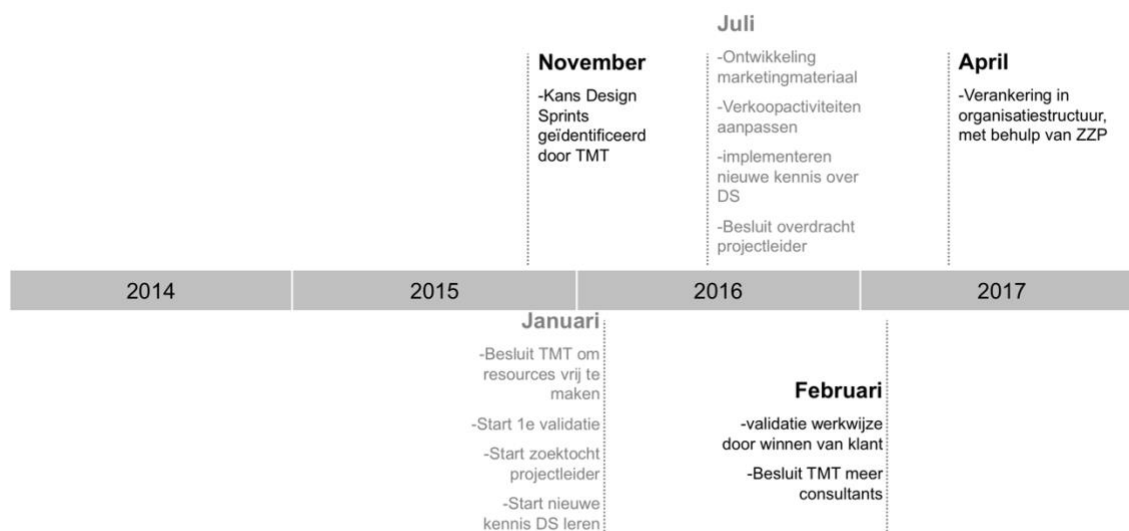 Juli
-Ontwikkeling
marketingmateriaal
-Verkoopactiviteiten
aanpassen
-implementeren
nieuwe kennis over
DS
-Besluit overdracht
projectleider
November
-Kans Design
Sprints
geïdentificeerd
door TMT
April
-Verankering in
organisatiestructuur,
met behulp van ZZP
2014
2015
2016
2017
Januari
-Besluit TMT om
resources vrij te
maken
-Start 1e validatie
-Start zoektocht
projectleider
-Start nieuwe
kennis DS leren
Februari
-validatie werkwijze
door winnen van klant
-Besluit TMT meer
consultants